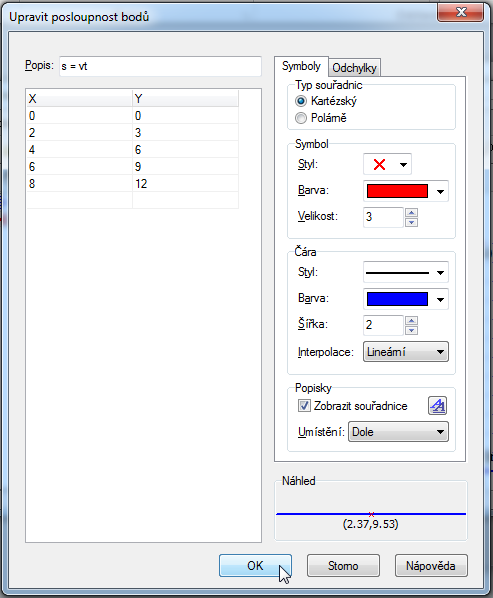 Upravit posloupnost bodů
Popis: s = vt
X Y
0 0
2 3
4 6
6 9
8 12
Symboly Odchylky
Typ souřadnic
Kartézský
Polárně
Symbol
Styl:
Barva:
Velikost: 3
Čára
Styl:
Barva:
Šířka: 2
Interpolace: Lineární
Popisky
Zobrazit souřadnice
Umístění: Dole
Náhled
(2.37,9.53)
OK Storno Nápověda